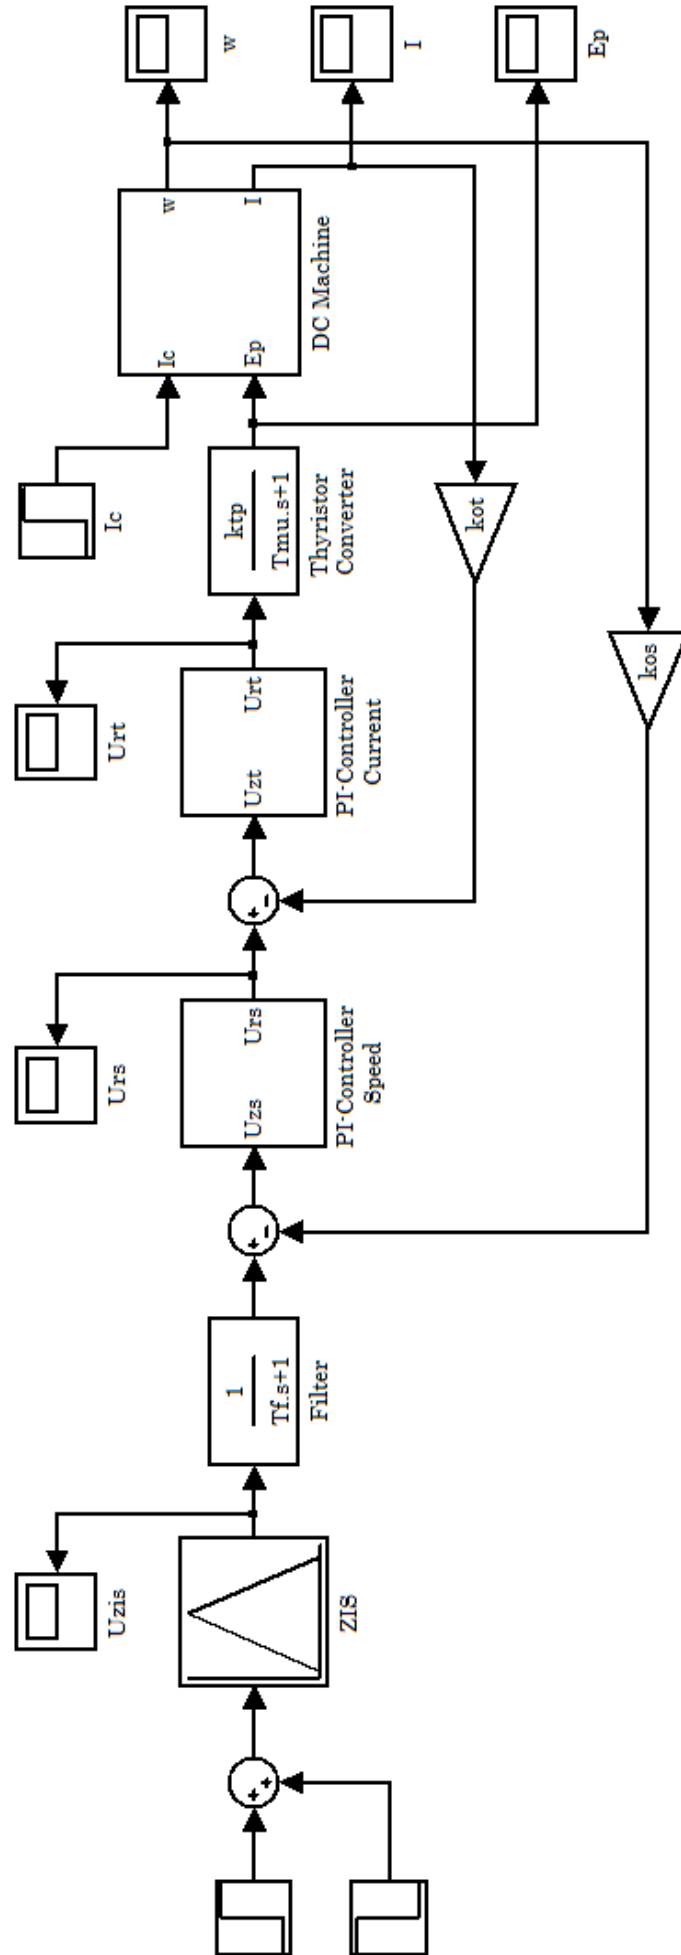 Uzis
ZIS
1
Tf.s+1
Filter
+
-
Urs
Uzs
Urs
PI-Controller
Speed
+
-
Urt
Uzt
Urt
PI-Controller
Current
ktp
Tmu.s+1
Thyristor
Converter
Ic
Ic
Ep
w
I
DC Machine
w
I
Ep
kot
kos
+
+